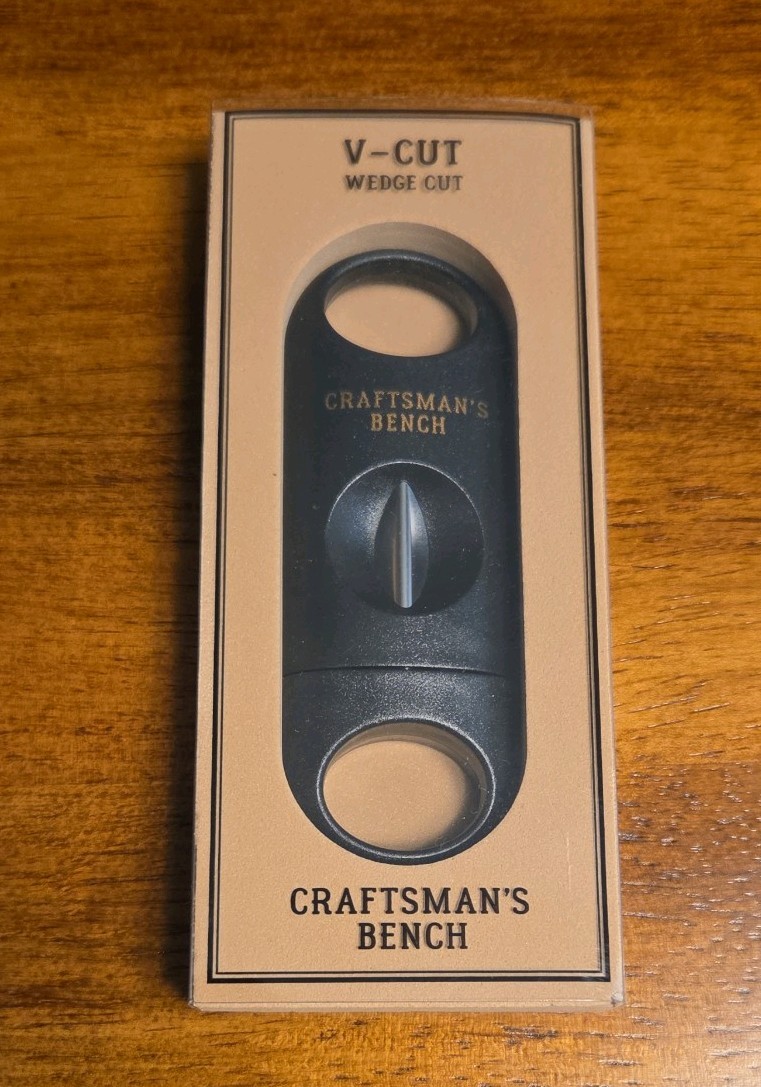 V-CUT
WEDGE CUT
CRAFTSMAN'S
BENCH
CRAFTSMAN'S
BENCH